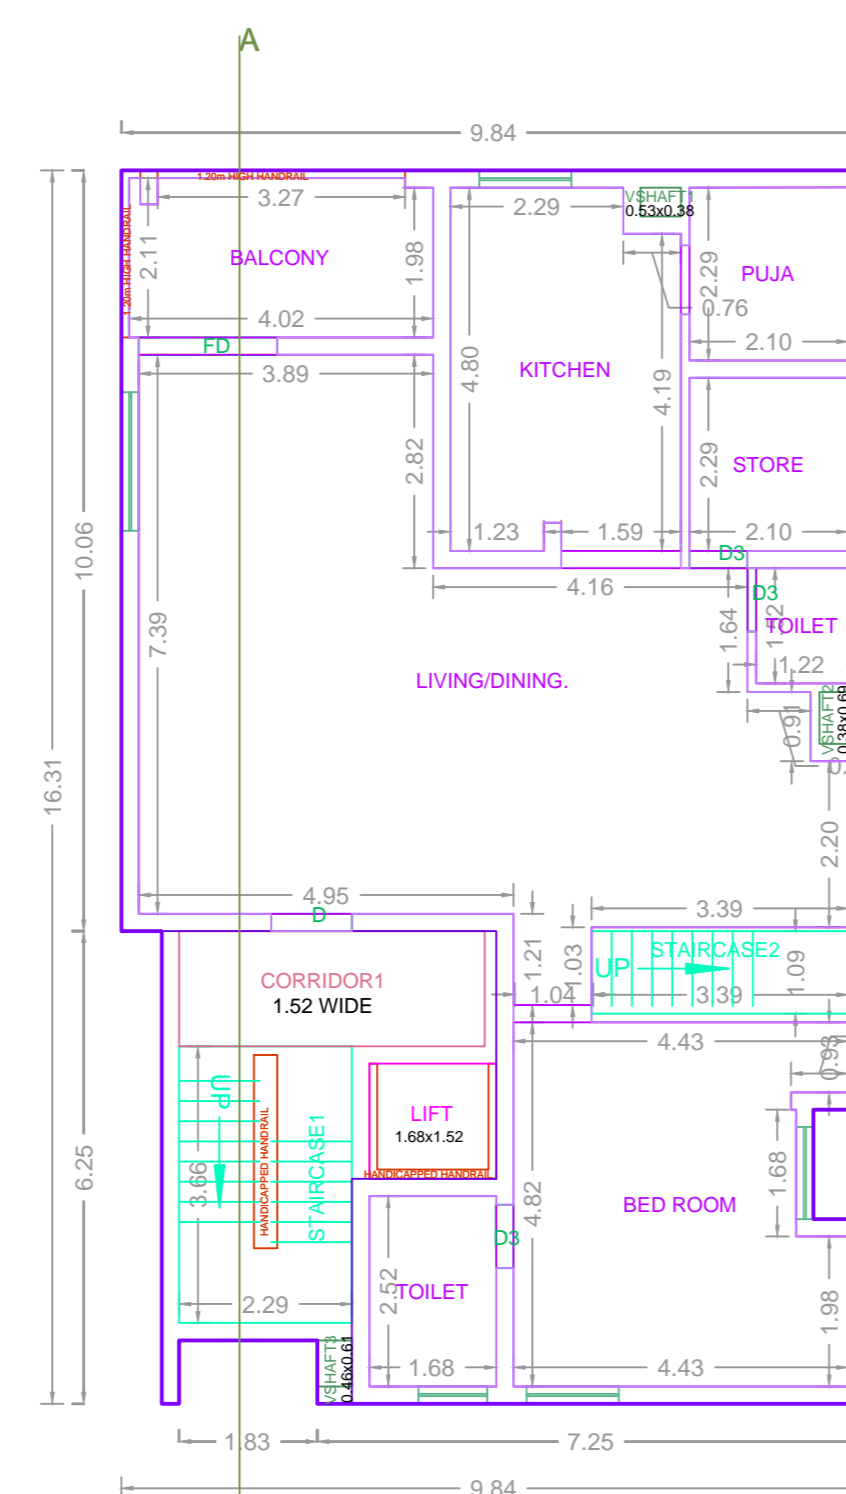 A
9.84
1.20m HIGH HANDRAIL
3.27
2.29
VSHAFT1
0.53x0.38
1.20m HIGH HANDRAIL
2.11
BALCONY
1.98
2.29
PUJA
0.76
4.02
FD
2.10
3.89
4.80
KITCHEN
4.19
2.82
2.29
STORE
10.06
1.23
1.59
2.10
D3
4.16
D3
7.39
1.64
1.52
TOILET
1.22
LIVING/DINING.
0.91
VSHAFT2
0.38x0.69
16.31
2.20
4.95
D
3.39
1.21
1.03
UP
STAIRCASE2
1.09
CORRIDOR1
1.52 WIDE
1.04
3.39
4.43
0.93
UP
LIFT
1.68x1.52
HANDICAPPED HANDRAIL
HANDICAPPED HANDRAIL
STAIRCASE1
3.66
6.25
4.82
1.68
BED ROOM
D3
2.52
TOILET
2.29
1.98
VSHAFT3
0.46x0.61
1.68
4.43
1.83
7.25
9.84